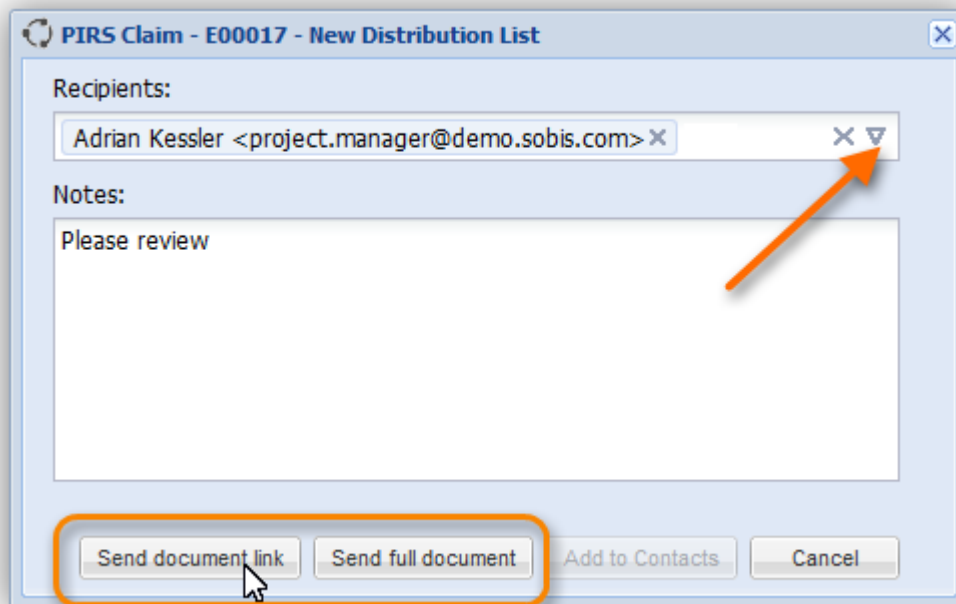 PIRS Claim - E00017 - New Distribution List
Recipients:
Adrian Kessler <project.manager@demo.sobis.com>
Notes:
Please review
Send document link Send full document Add to Contacts Cancel